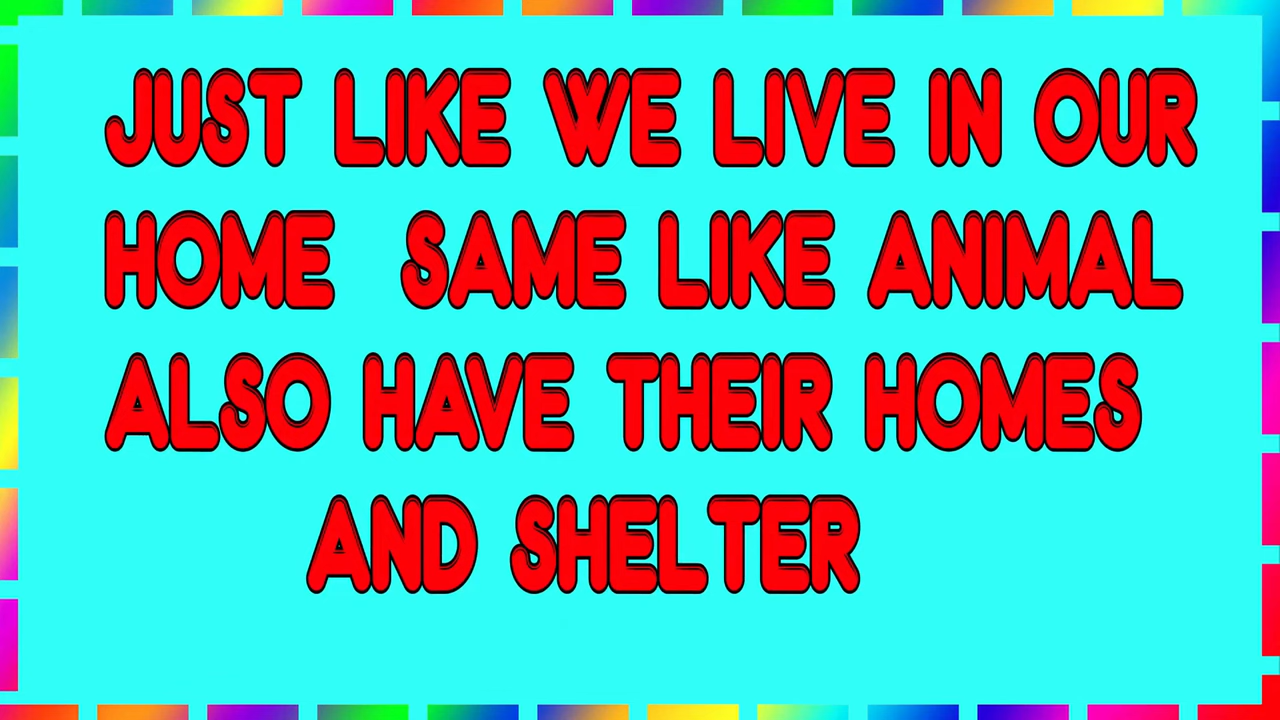 JUST LIKE WE LIVE IN OUR
HOME SAME LIKE ANIMAL
ALSO HAVE THEIR HOMES
AND SHELTER